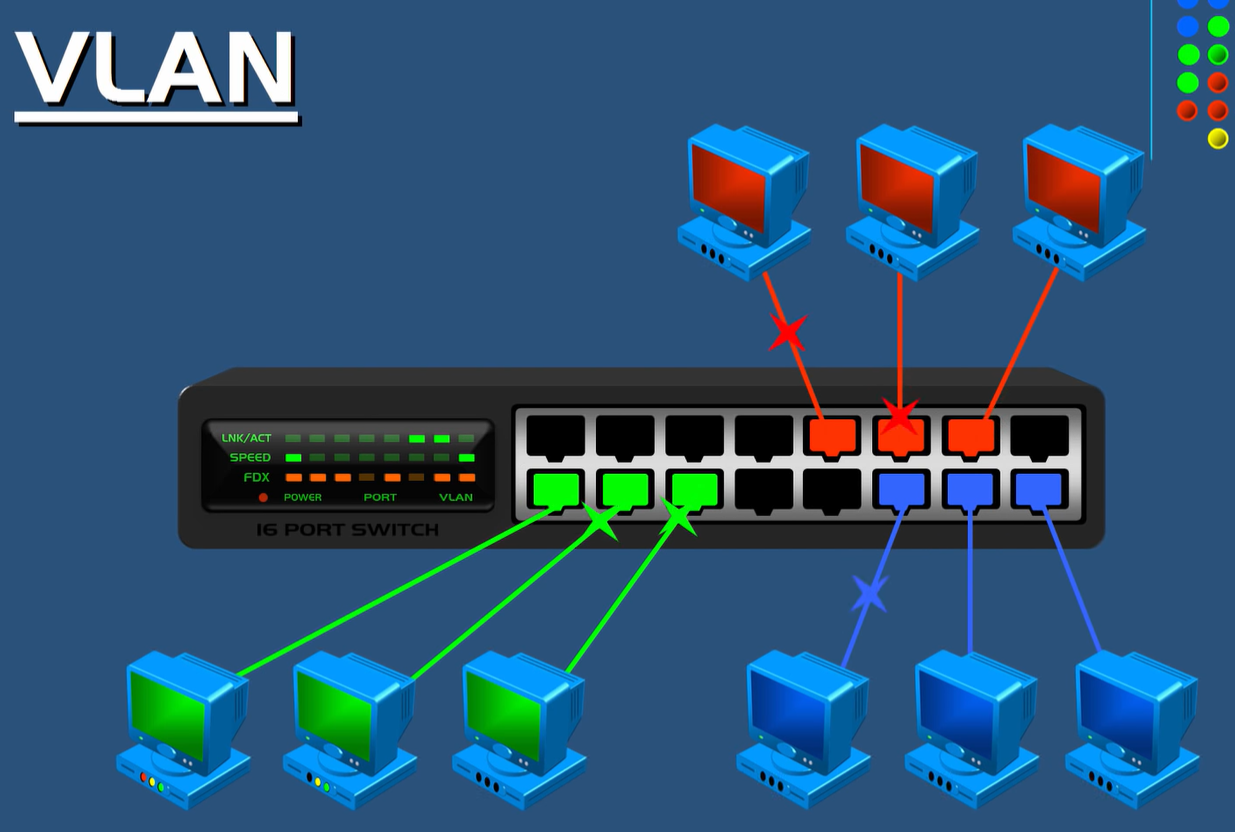 VLAN
LNK/ACT
SPEED
FDX
POWER PORT VLAN
16 PORT SWITCH